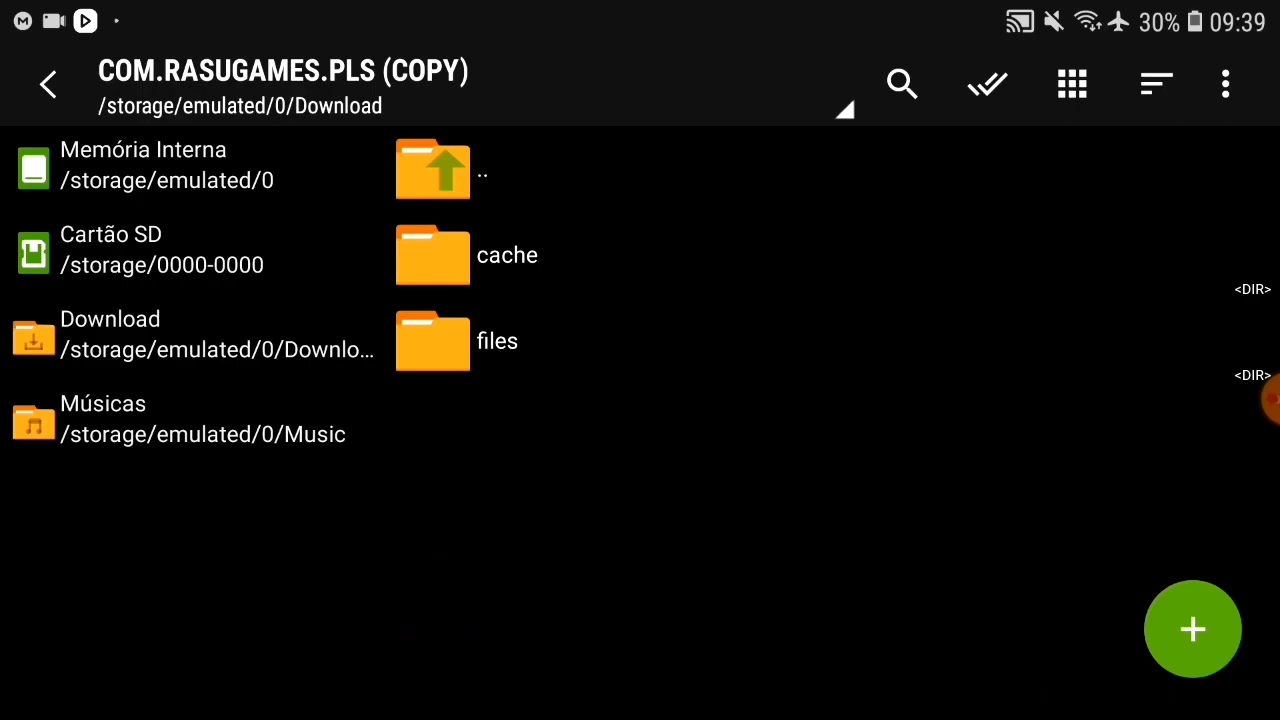 30% 09:39
COM.RASUGAMES.PLS (COPY)
/storage/emulated/0/Download
Memória Interna
/storage/emulated/0
Cartão SD
/storage/0000-0000
Download
/storage/emulated/0/Downlo...
Músicas
/storage/emulated/0/Music
..
cache
<DIR>
files
<DIR>